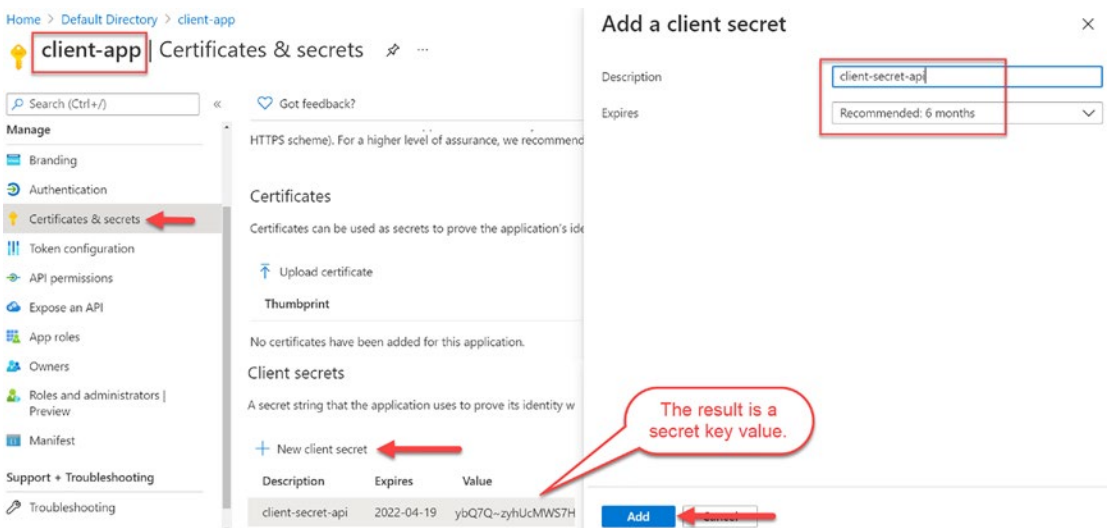 Home > Default Directory > client-app
client-app | Certificates & secrets
Search (Ctrl+/)
Manage
Branding
Authentication
Certificates & secrets
Token configuration
API permissions
Expose an API
App roles
Owners
Roles and administrators |
Preview
Manifest
Support + Troubleshooting
Troubleshooting
Got feedback?
HTTPS scheme). For a higher level of assurance, we recommend
Certificates
Certificates can be used as secrets to prove the application's ide
Upload certificate
Thumbprint
No certificates have been added for this application.
Client secrets
A secret string that the application uses to prove its identity w
New client secret
Description Expires Value
client-secret-api 2022-04-19 ybQ7Q~zyhUcMWS7H
The result is a
secret key value.
Add a client secret
Description client-secret-api
Expires Recommended: 6 months
Add Cancel